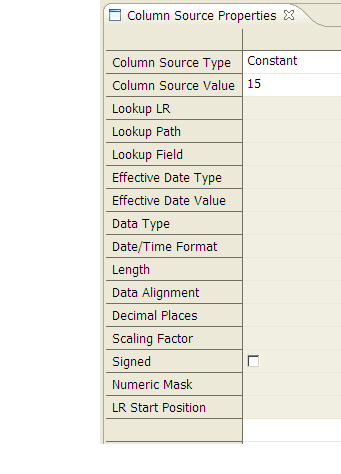 Column Source Properties
Column Source Type Constant
Column Source Value 15
Lookup LR
Lookup Path
Lookup Field
Effective Date Type
Effective Date Value
Data Type
Date/Time Format
Length
Data Alignment
Decimal Places
Scaling Factor
Signed
Numeric Mask
LR Start Position